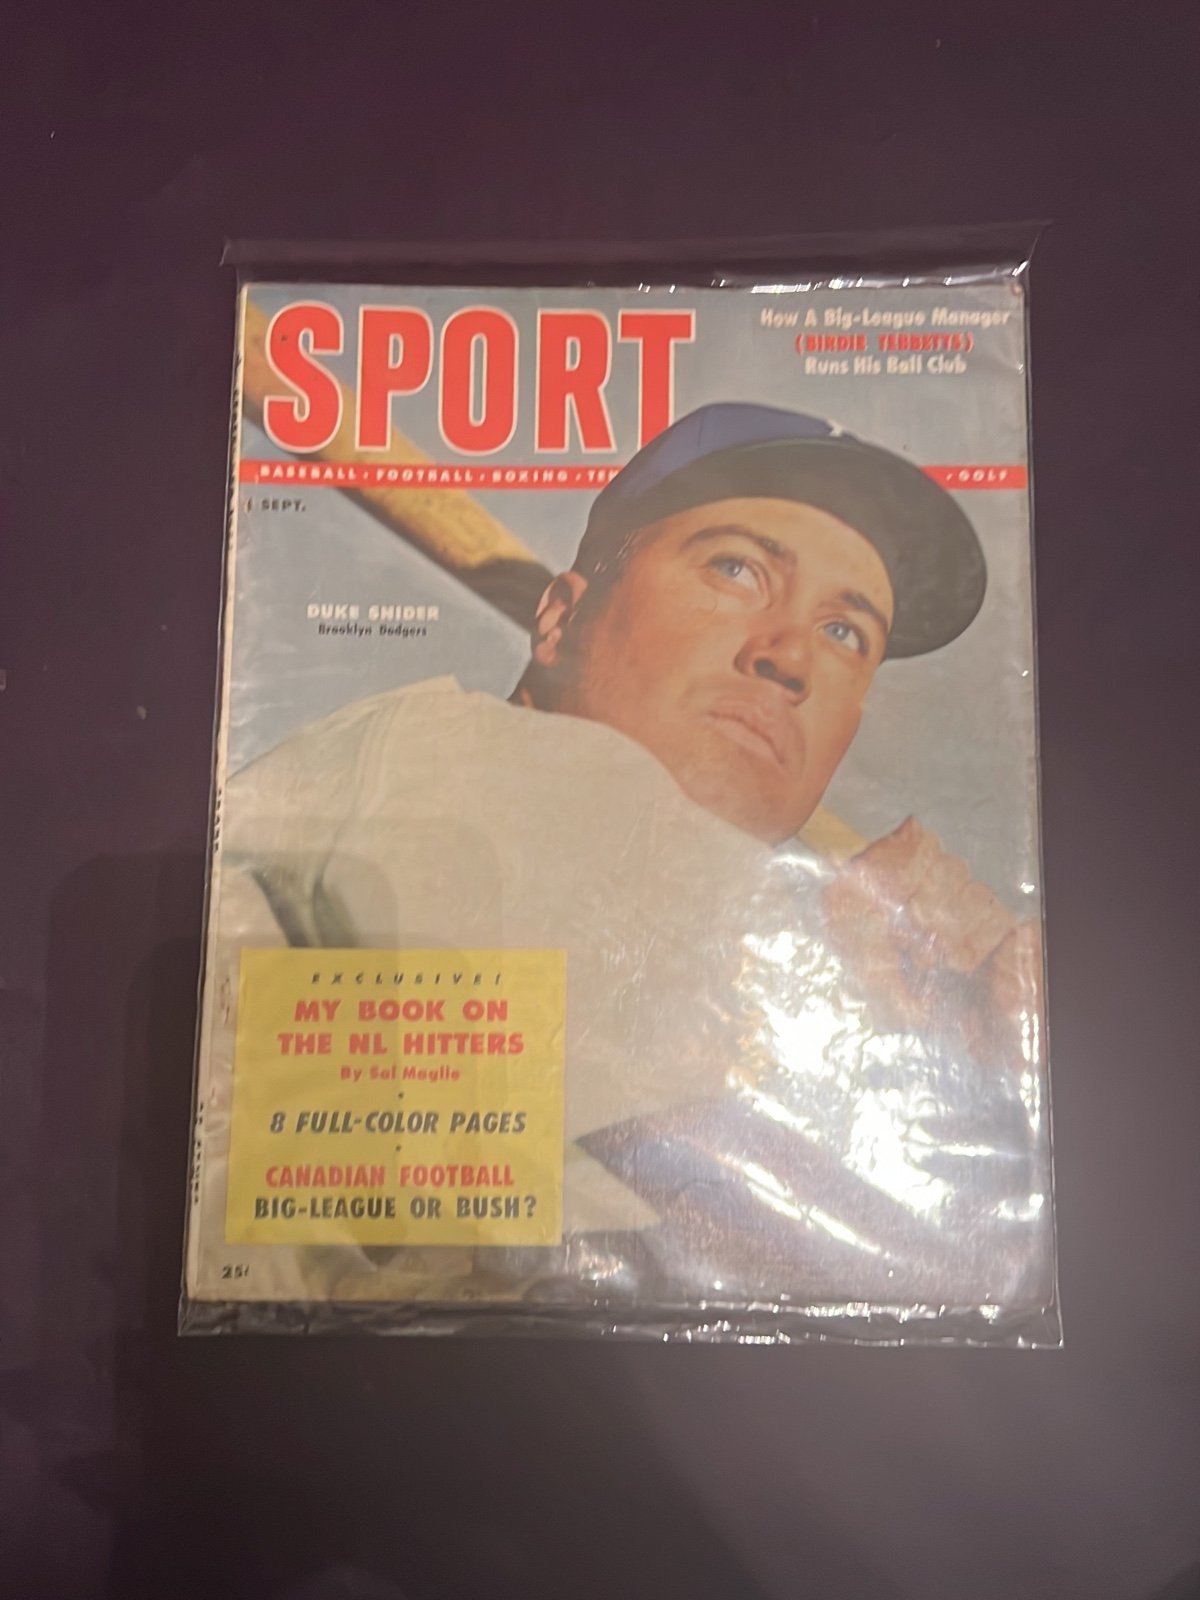 SPORT
How A Big-League Manager
(BIRDIE TEBBETTS)
Runs His Ball Club
BASEBALL • FOOTBALL • BOXING • TEN
• GOLF
SEPT.
DUKE SNIDER
Brooklyn Dodgers
EXCLUSIVE!
MY BOOK ON
THE NL HITTERS
By Sal Maglie
•
8 FULL-COLOR PAGES
•
CANADIAN FOOTBALL
BIG-LEAGUE OR BUSH?
25¢